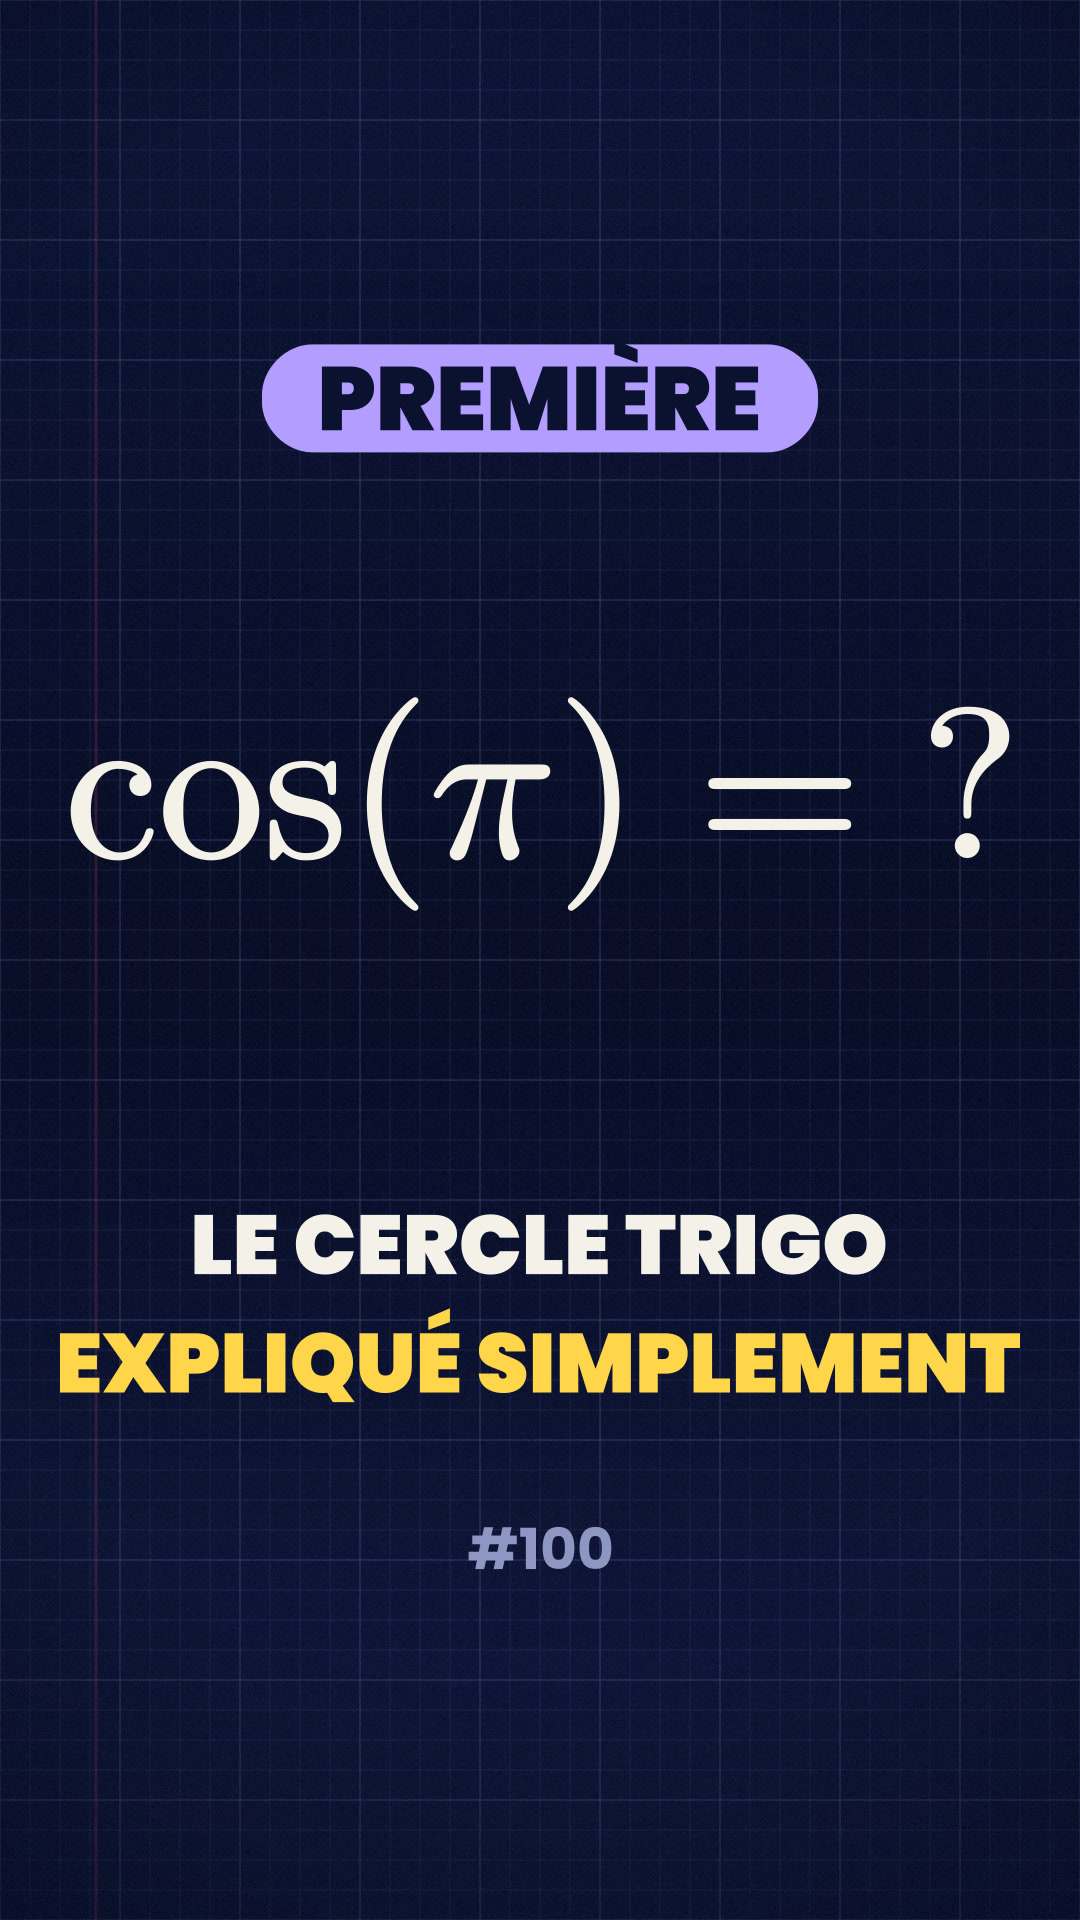 PREMIÈRE
cos(π) = ?
LE CERCLE TRIGO
EXPLIQUÉ SIMPLEMENT
#100